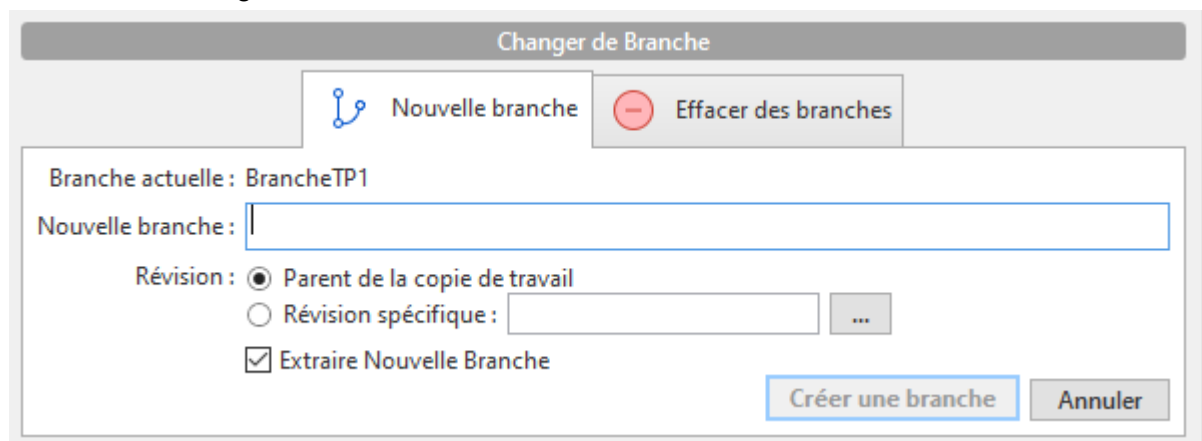 Changer de Branche
Nouvelle branche
Effacer des branches
Branche actuelle : BrancheTP1
Nouvelle branche :
Révision : Parent de la copie de travail
Révision spécifique : ...
Extraire Nouvelle Branche
Créer une branche Annuler